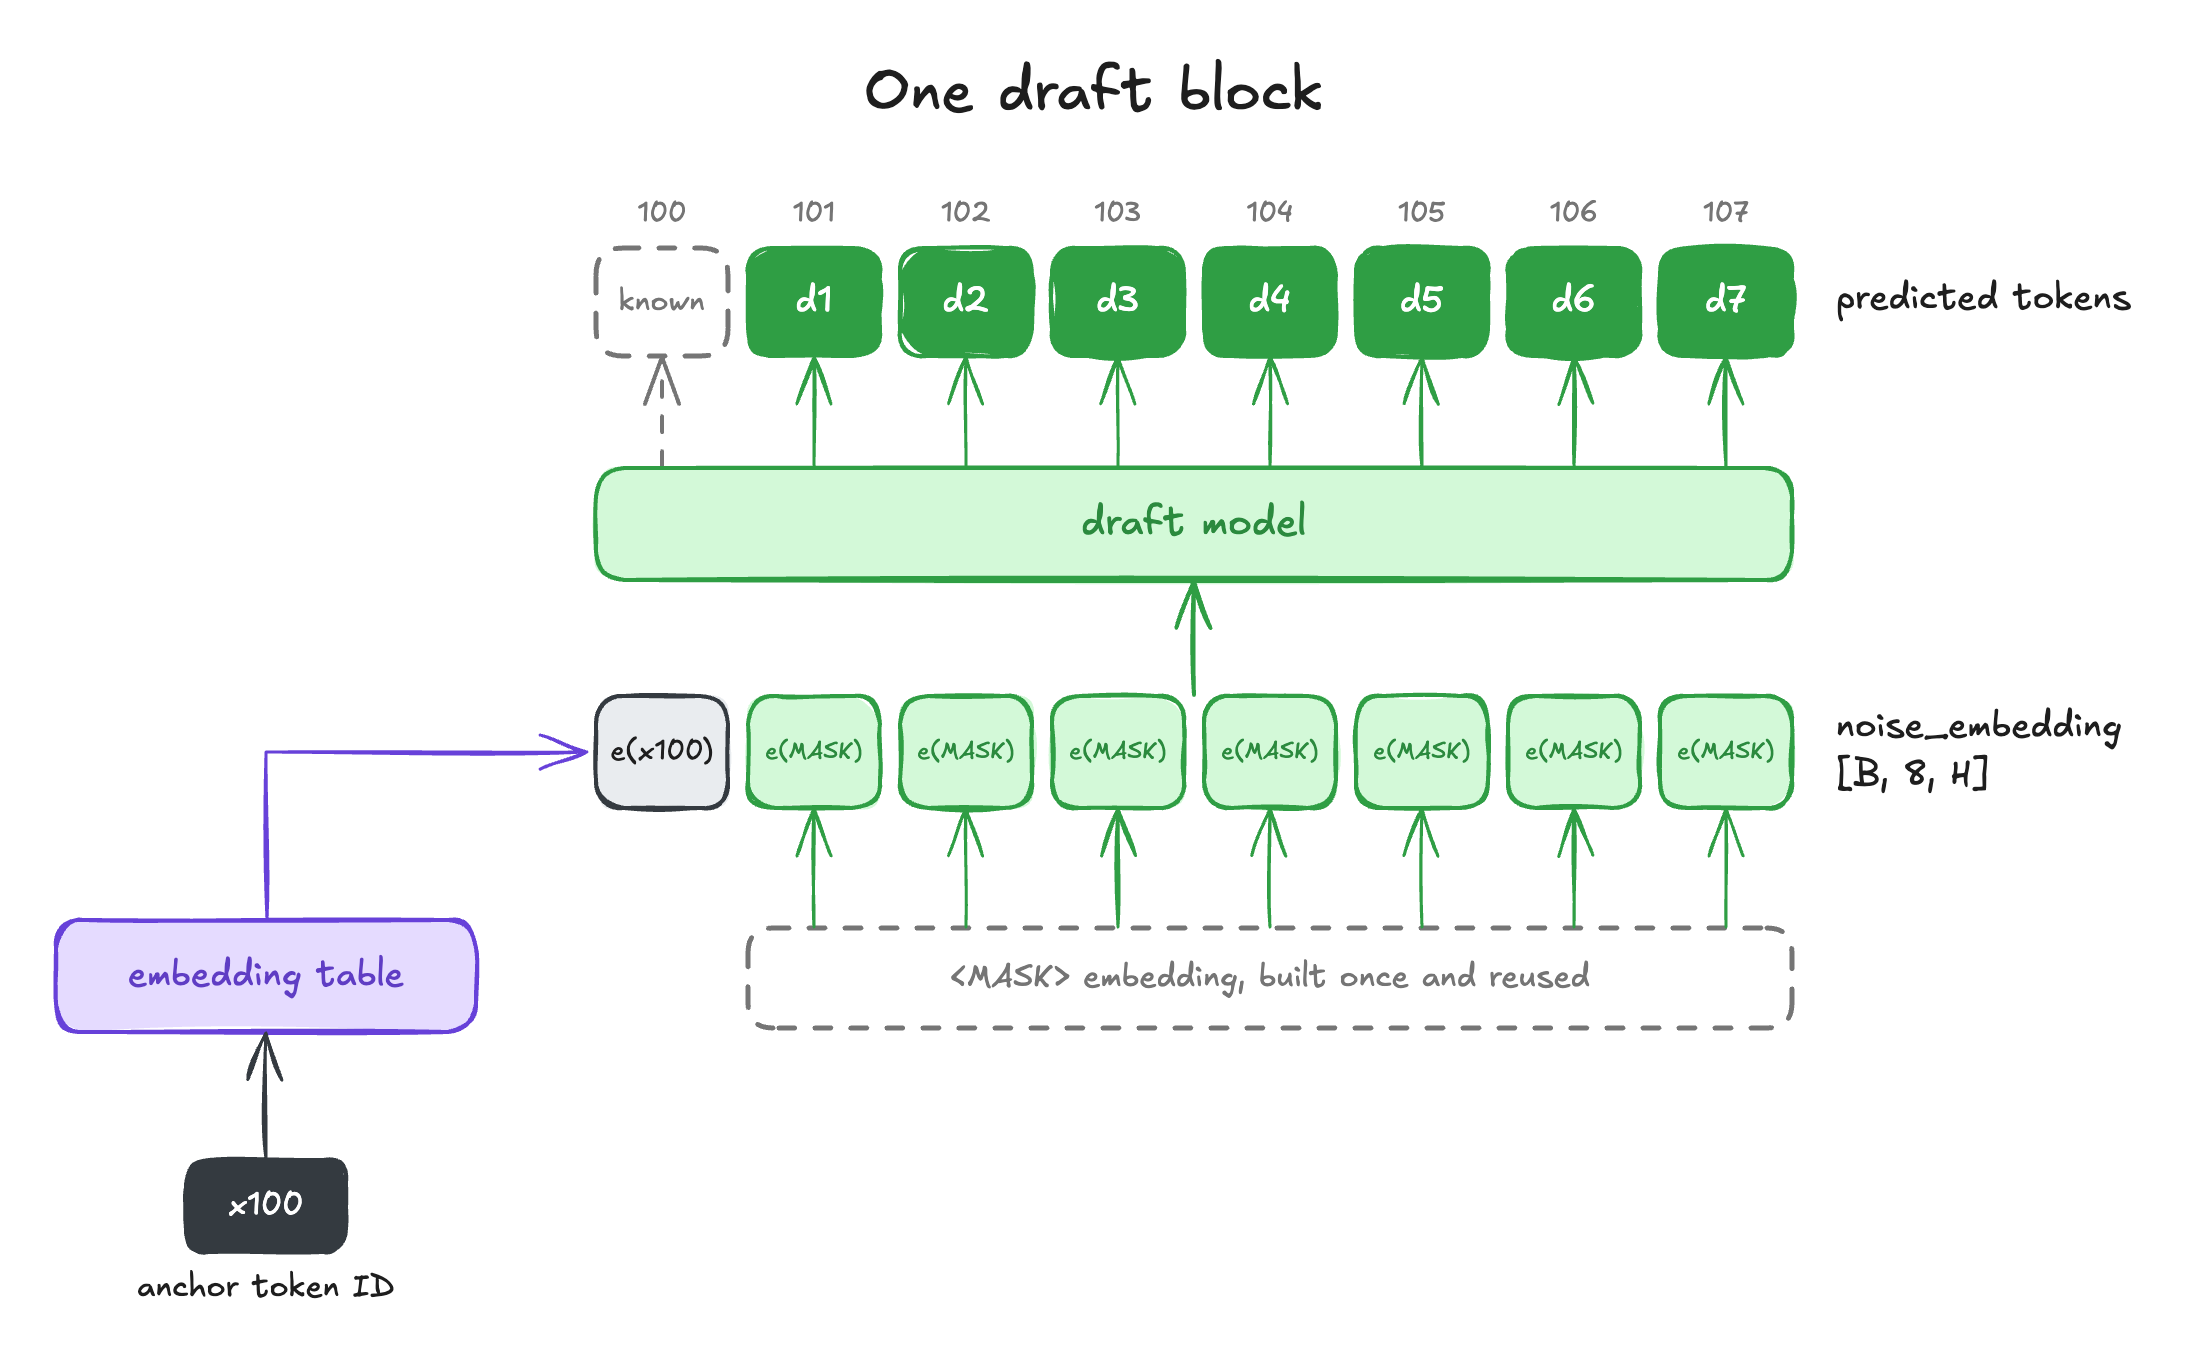 One draft block
100 101 102 103 104 105 106 107
known d1 d2 d3 d4 d5 d6 d7 predicted tokens
draft model
e(x100) e(MASK) e(MASK) e(MASK) e(MASK) e(MASK) e(MASK) e(MASK)
noise_embedding
[B, 8, H]
embedding table
<MASK> embedding, built once and reused
x100
anchor token ID